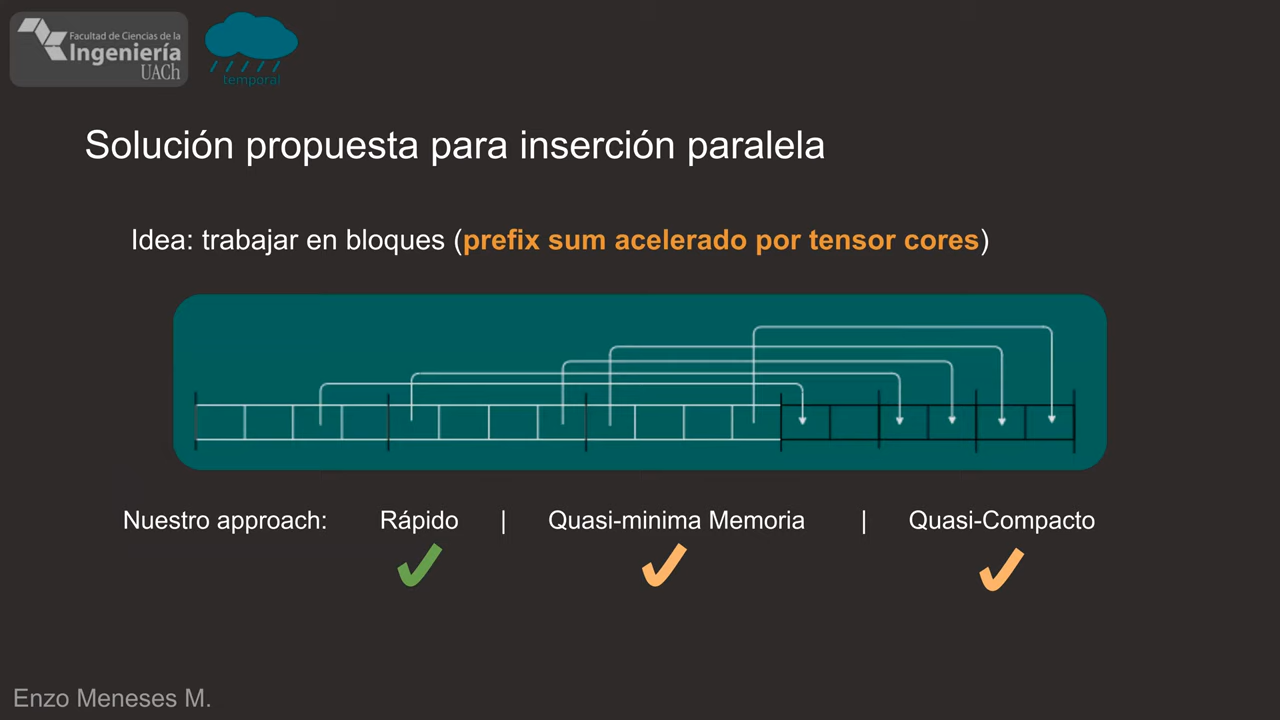 Facultad de Ciencias de la
Ingeniería
UACh
temporal
Solución propuesta para inserción paralela
Idea: trabajar en bloques (prefix sum acelerado por tensor cores)
Nuestro approach: Rápido | Quasi-minima Memoria | Quasi-Compacto
Enzo Meneses M.